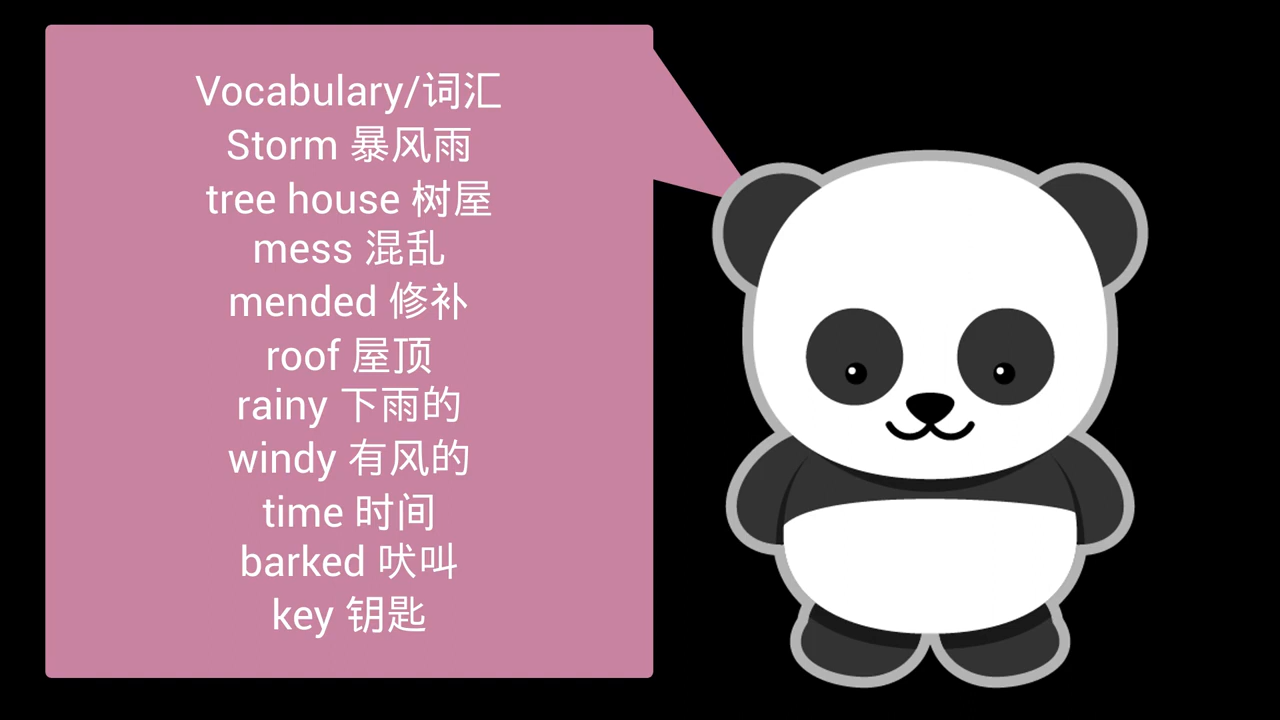 Vocabulary/词汇
Storm 暴风雨
tree house 树屋
mess 混乱
mended 修补
roof 屋顶
rainy 下雨的
windy 有风的
time 时间
barked 吠叫
key 钥匙